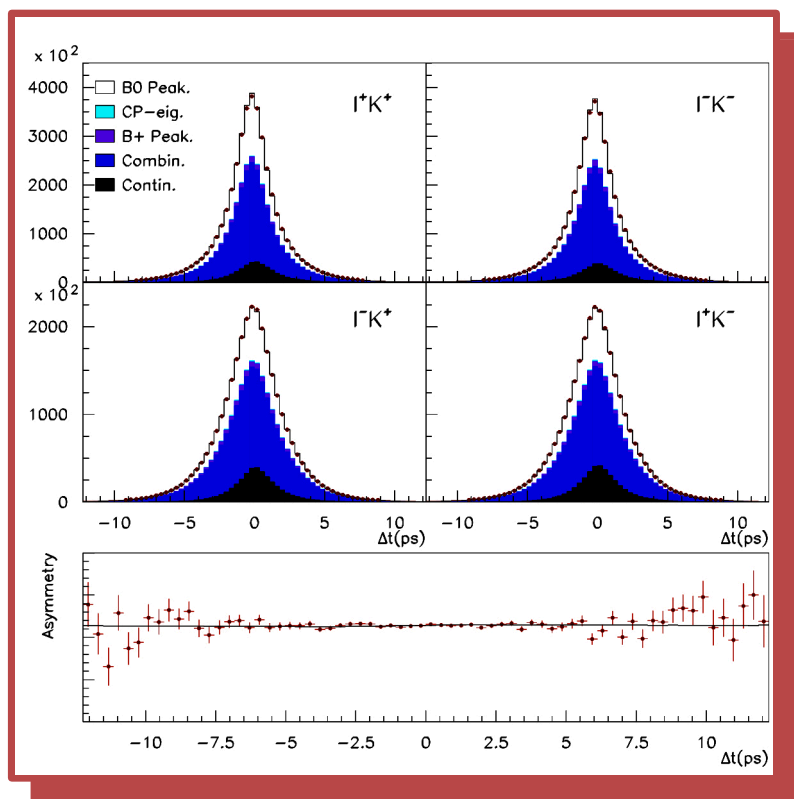 x 10²
4000
3000
2000
1000
0
B0 Peak.
CP-eig.
B+ Peak.
Combin.
Contin.
l⁺K⁺
l⁻K⁻
x 10²
2000
1000
0
l⁻K⁺
l⁺K⁻
-10 -5 0 5 10
Δt(ps)
-10 -5 0 5 10
Δt(ps)
Asymmetry
-10 -7.5 -5 -2.5 0 2.5 5 7.5 10
Δt(ps)